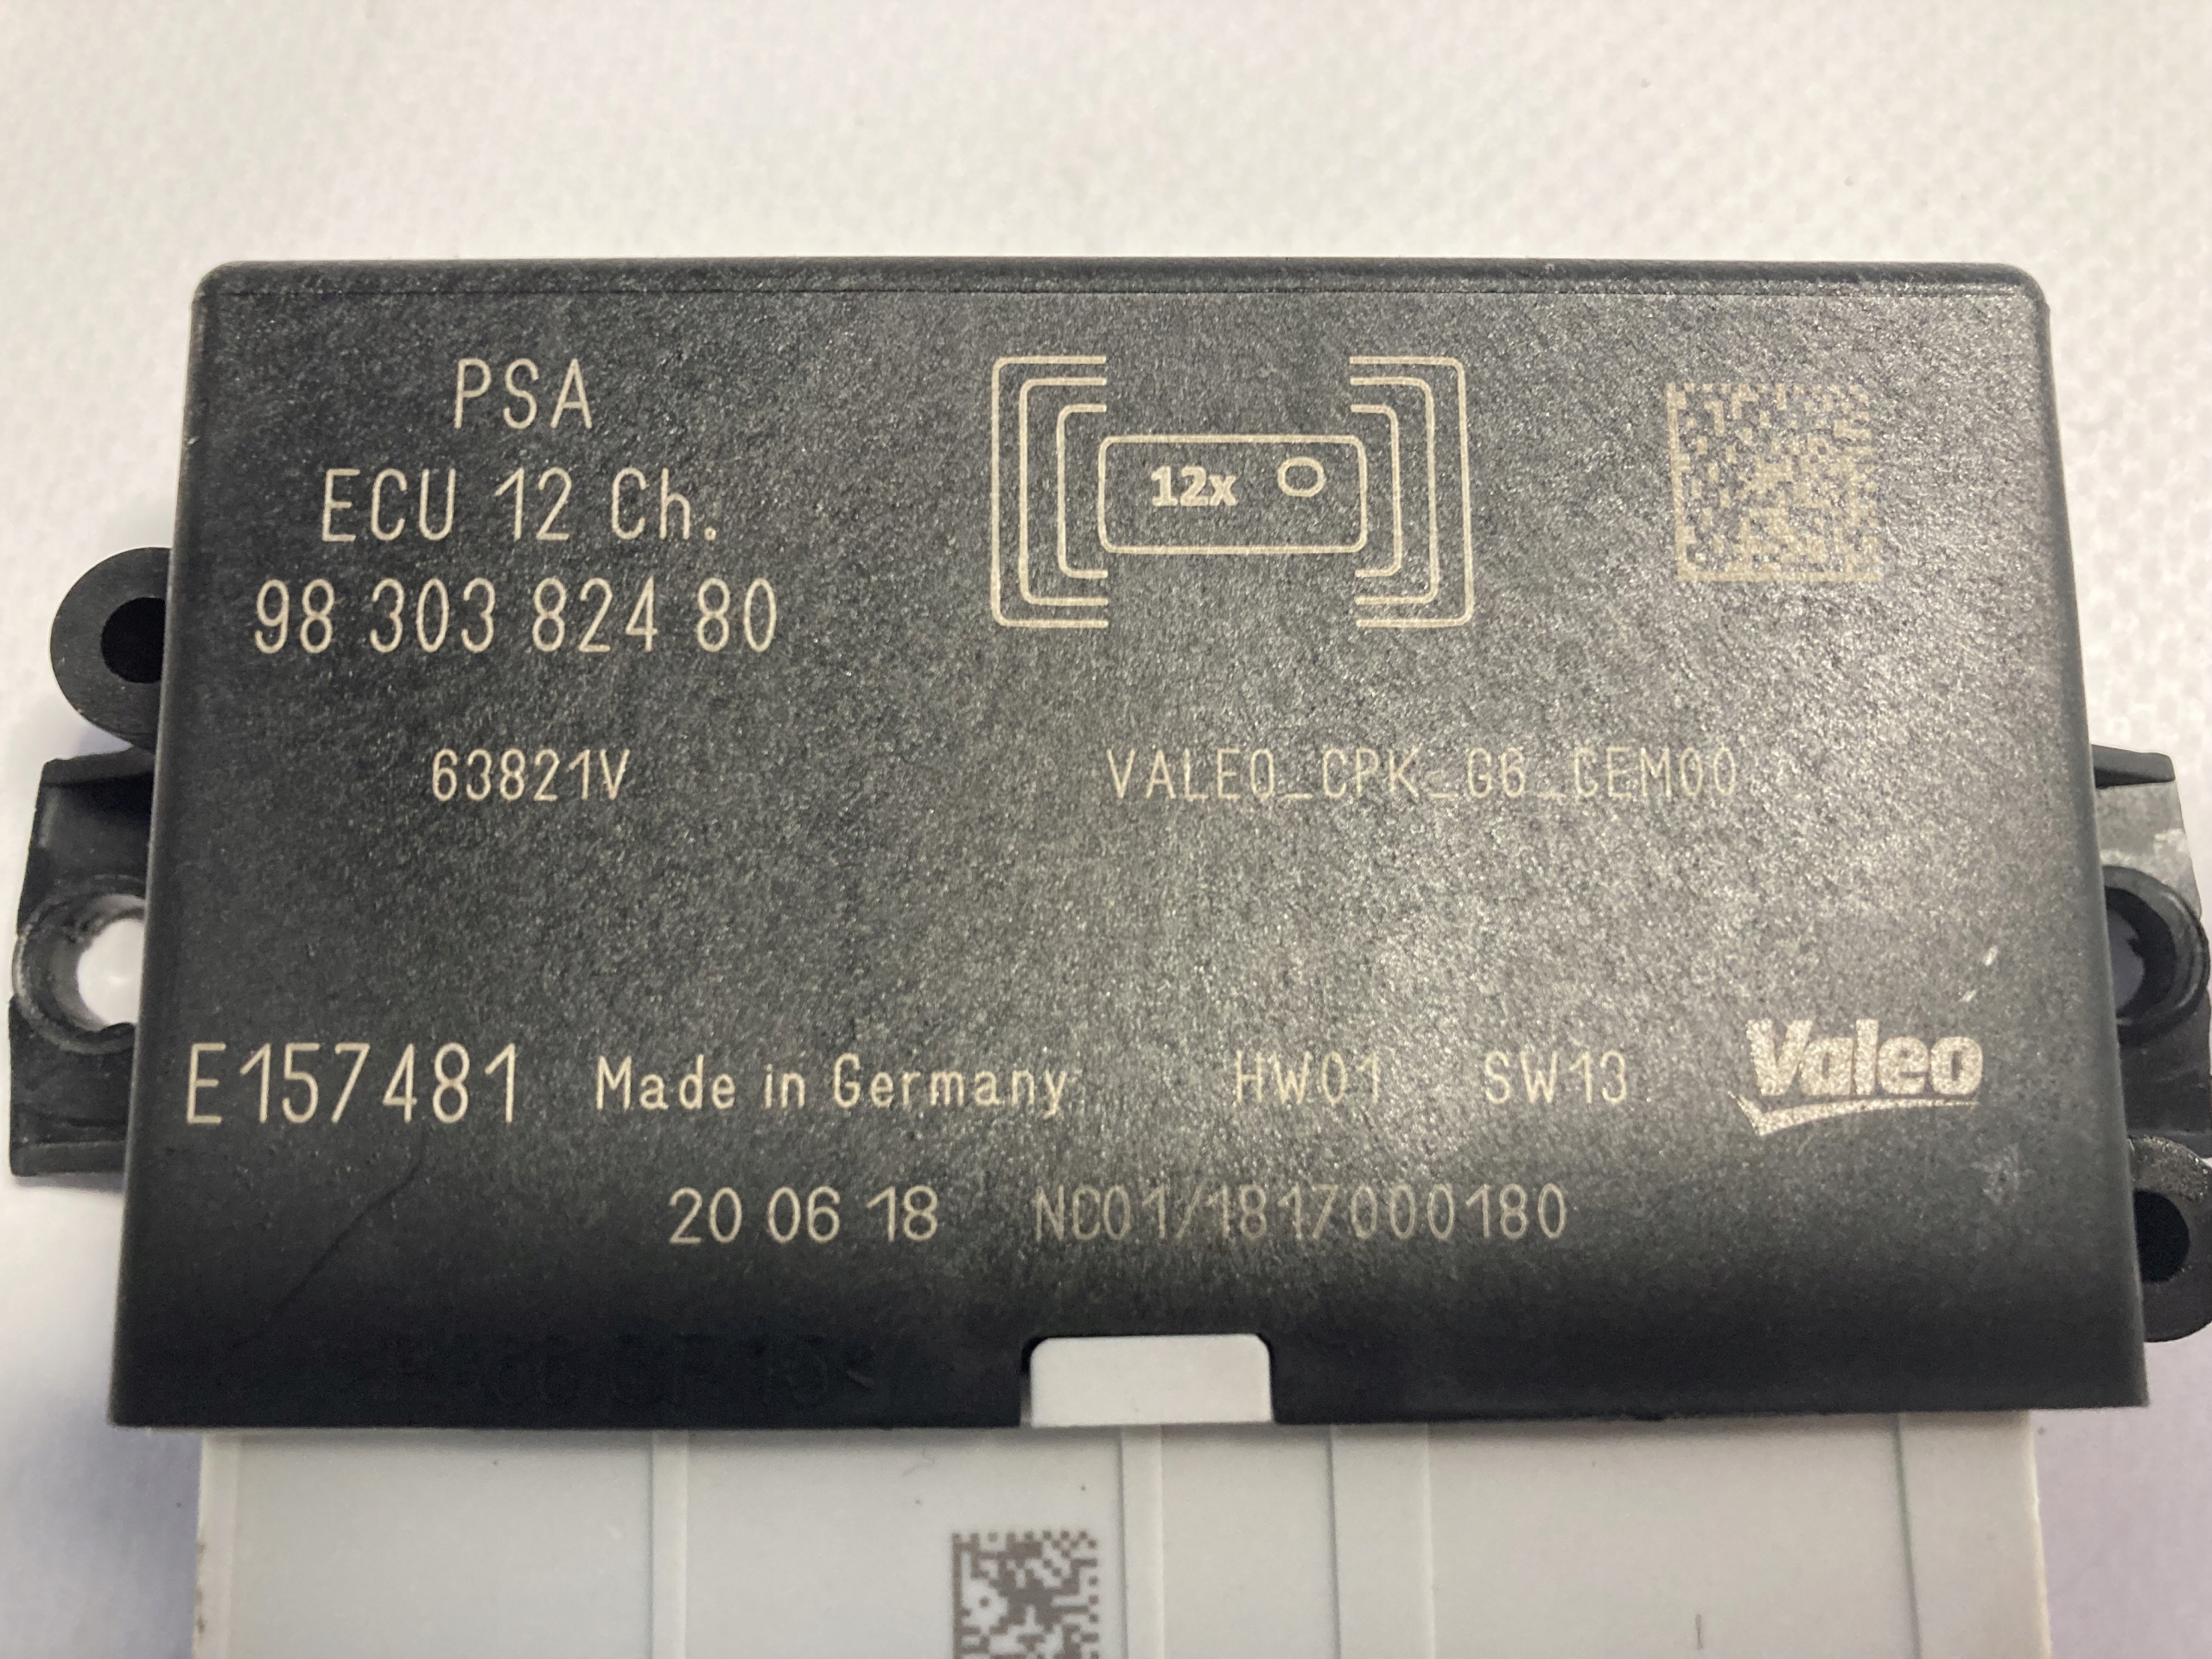 PSA
ECU 12 Ch.
98 303 824 80
12x
63821V
VALEO_CPK_G6_CEM00
E157481 Made in Germany HW01 SW13 Valeo
20 06 18 NC01/1817000180